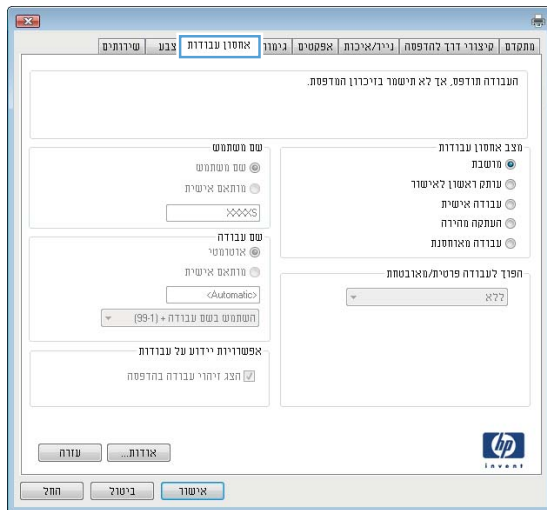 מתקדם
קיצורי דרך להדפסה
נייר/איכות
אפקטים
גימור
אחסון עבודות
צבע
שירותים
העבודה תודפס, אך לא תישמר בזיכרון המדפסת.
מצב אחסון עבודות
מושבת
עותק ראשון לאישור
עבודה אישית
העתקה מהירה
עבודה מאוחסנת
הפוך לעבודה פרטית/מאובטחת
ללא
שם משתמש
שם משתמש
מותאם אישית
XXXXS
שם עבודה
אוטומטי
מותאם אישית
<Automatic>
השתמש בשם עבודה + (99-1)
אפשרויות יידוע על עבודות
הצג זיהוי עבודה בהדפסה
hp
invent
אודות...
עזרה
אישור
ביטול
החל